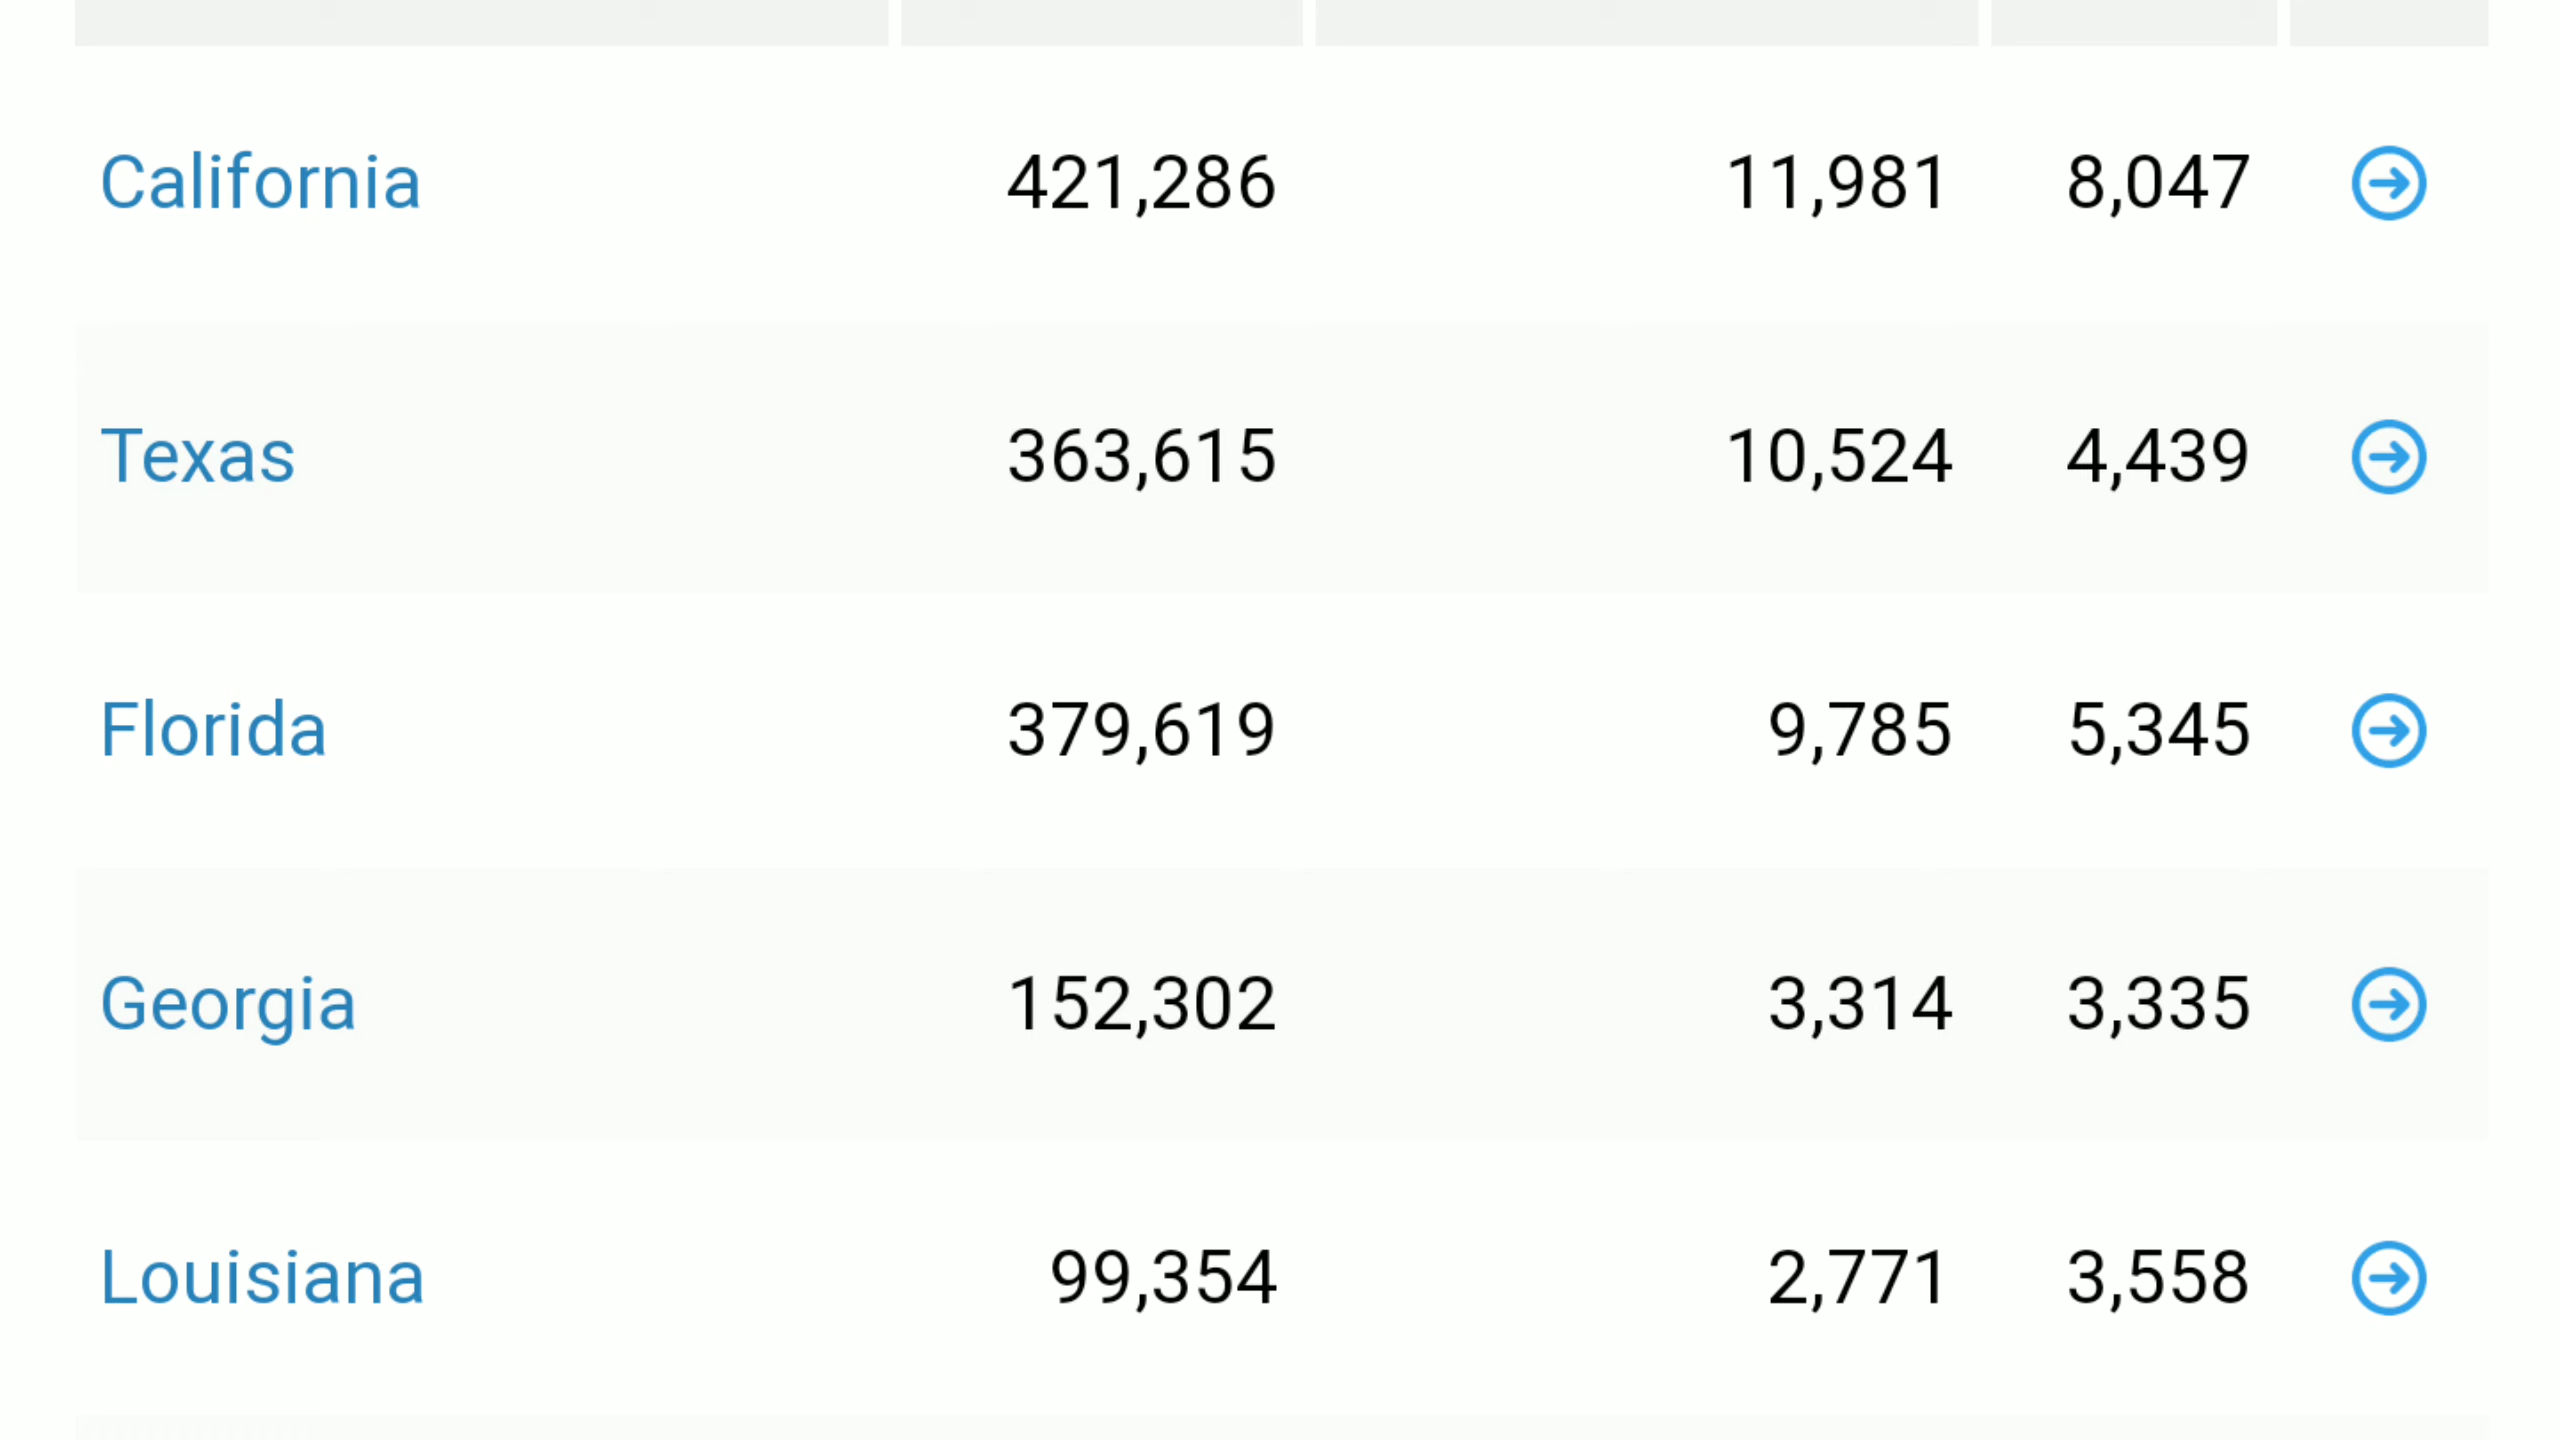 California 421,286 11,981 8,047
Texas 363,615 10,524 4,439
Florida 379,619 9,785 5,345
Georgia 152,302 3,314 3,335
Louisiana 99,354 2,771 3,558